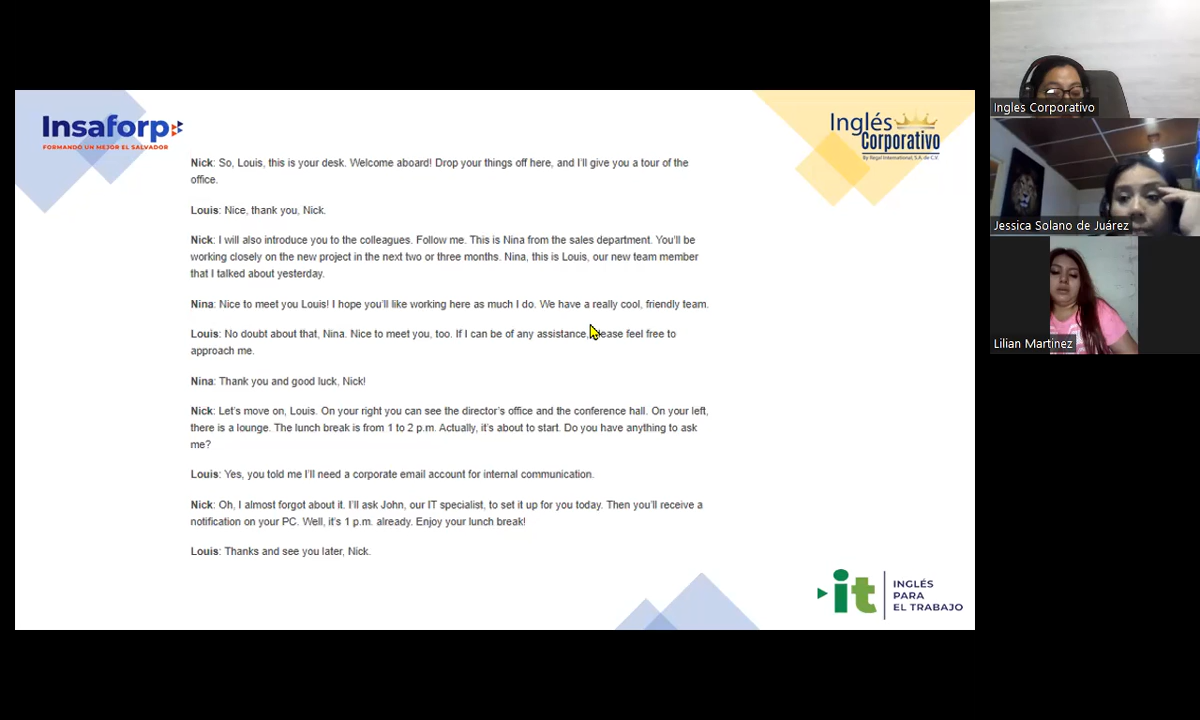 Insaforp
FORMANDO UN MEJOR EL SALVADOR
Inglés
Corporativo
By Regal International, S.A. de C.V.
Nick: So, Louis, this is your desk. Welcome aboard! Drop your things off here, and I'll give you a tour of the
office.
Louis: Nice, thank you, Nick.
Nick: I will also introduce you to the colleagues. Follow me. This is Nina from the sales department. You'll be
working closely on the new project in the next two or three months. Nina, this is Louis, our new team member
that I talked about yesterday.
Nina: Nice to meet you Louis! I hope you'll like working here as much I do. We have a really cool, friendly team.
Louis: No doubt about that, Nina. Nice to meet you, too. If I can be of any assistance, please feel free to
approach me.
Nina: Thank you and good luck, Nick!
Nick: Let's move on, Louis. On your right you can see the director's office and the conference hall. On your left,
there is a lounge. The lunch break is from 1 to 2 p.m. Actually, it's about to start. Do you have anything to ask
me?
Louis: Yes, you told me I'll need a corporate email account for internal communication.
Nick: Oh, I almost forgot about it. I'll ask John, our IT specialist, to set it up for you today. Then you'll receive a
notification on your PC. Well, it's 1 p.m. already. Enjoy your lunch break!
Louis: Thanks and see you later, Nick.
it
INGLÉS
PARA
EL TRABAJO
Ingles Corporativo
Jessica Solano de Juárez
Lilian Martinez